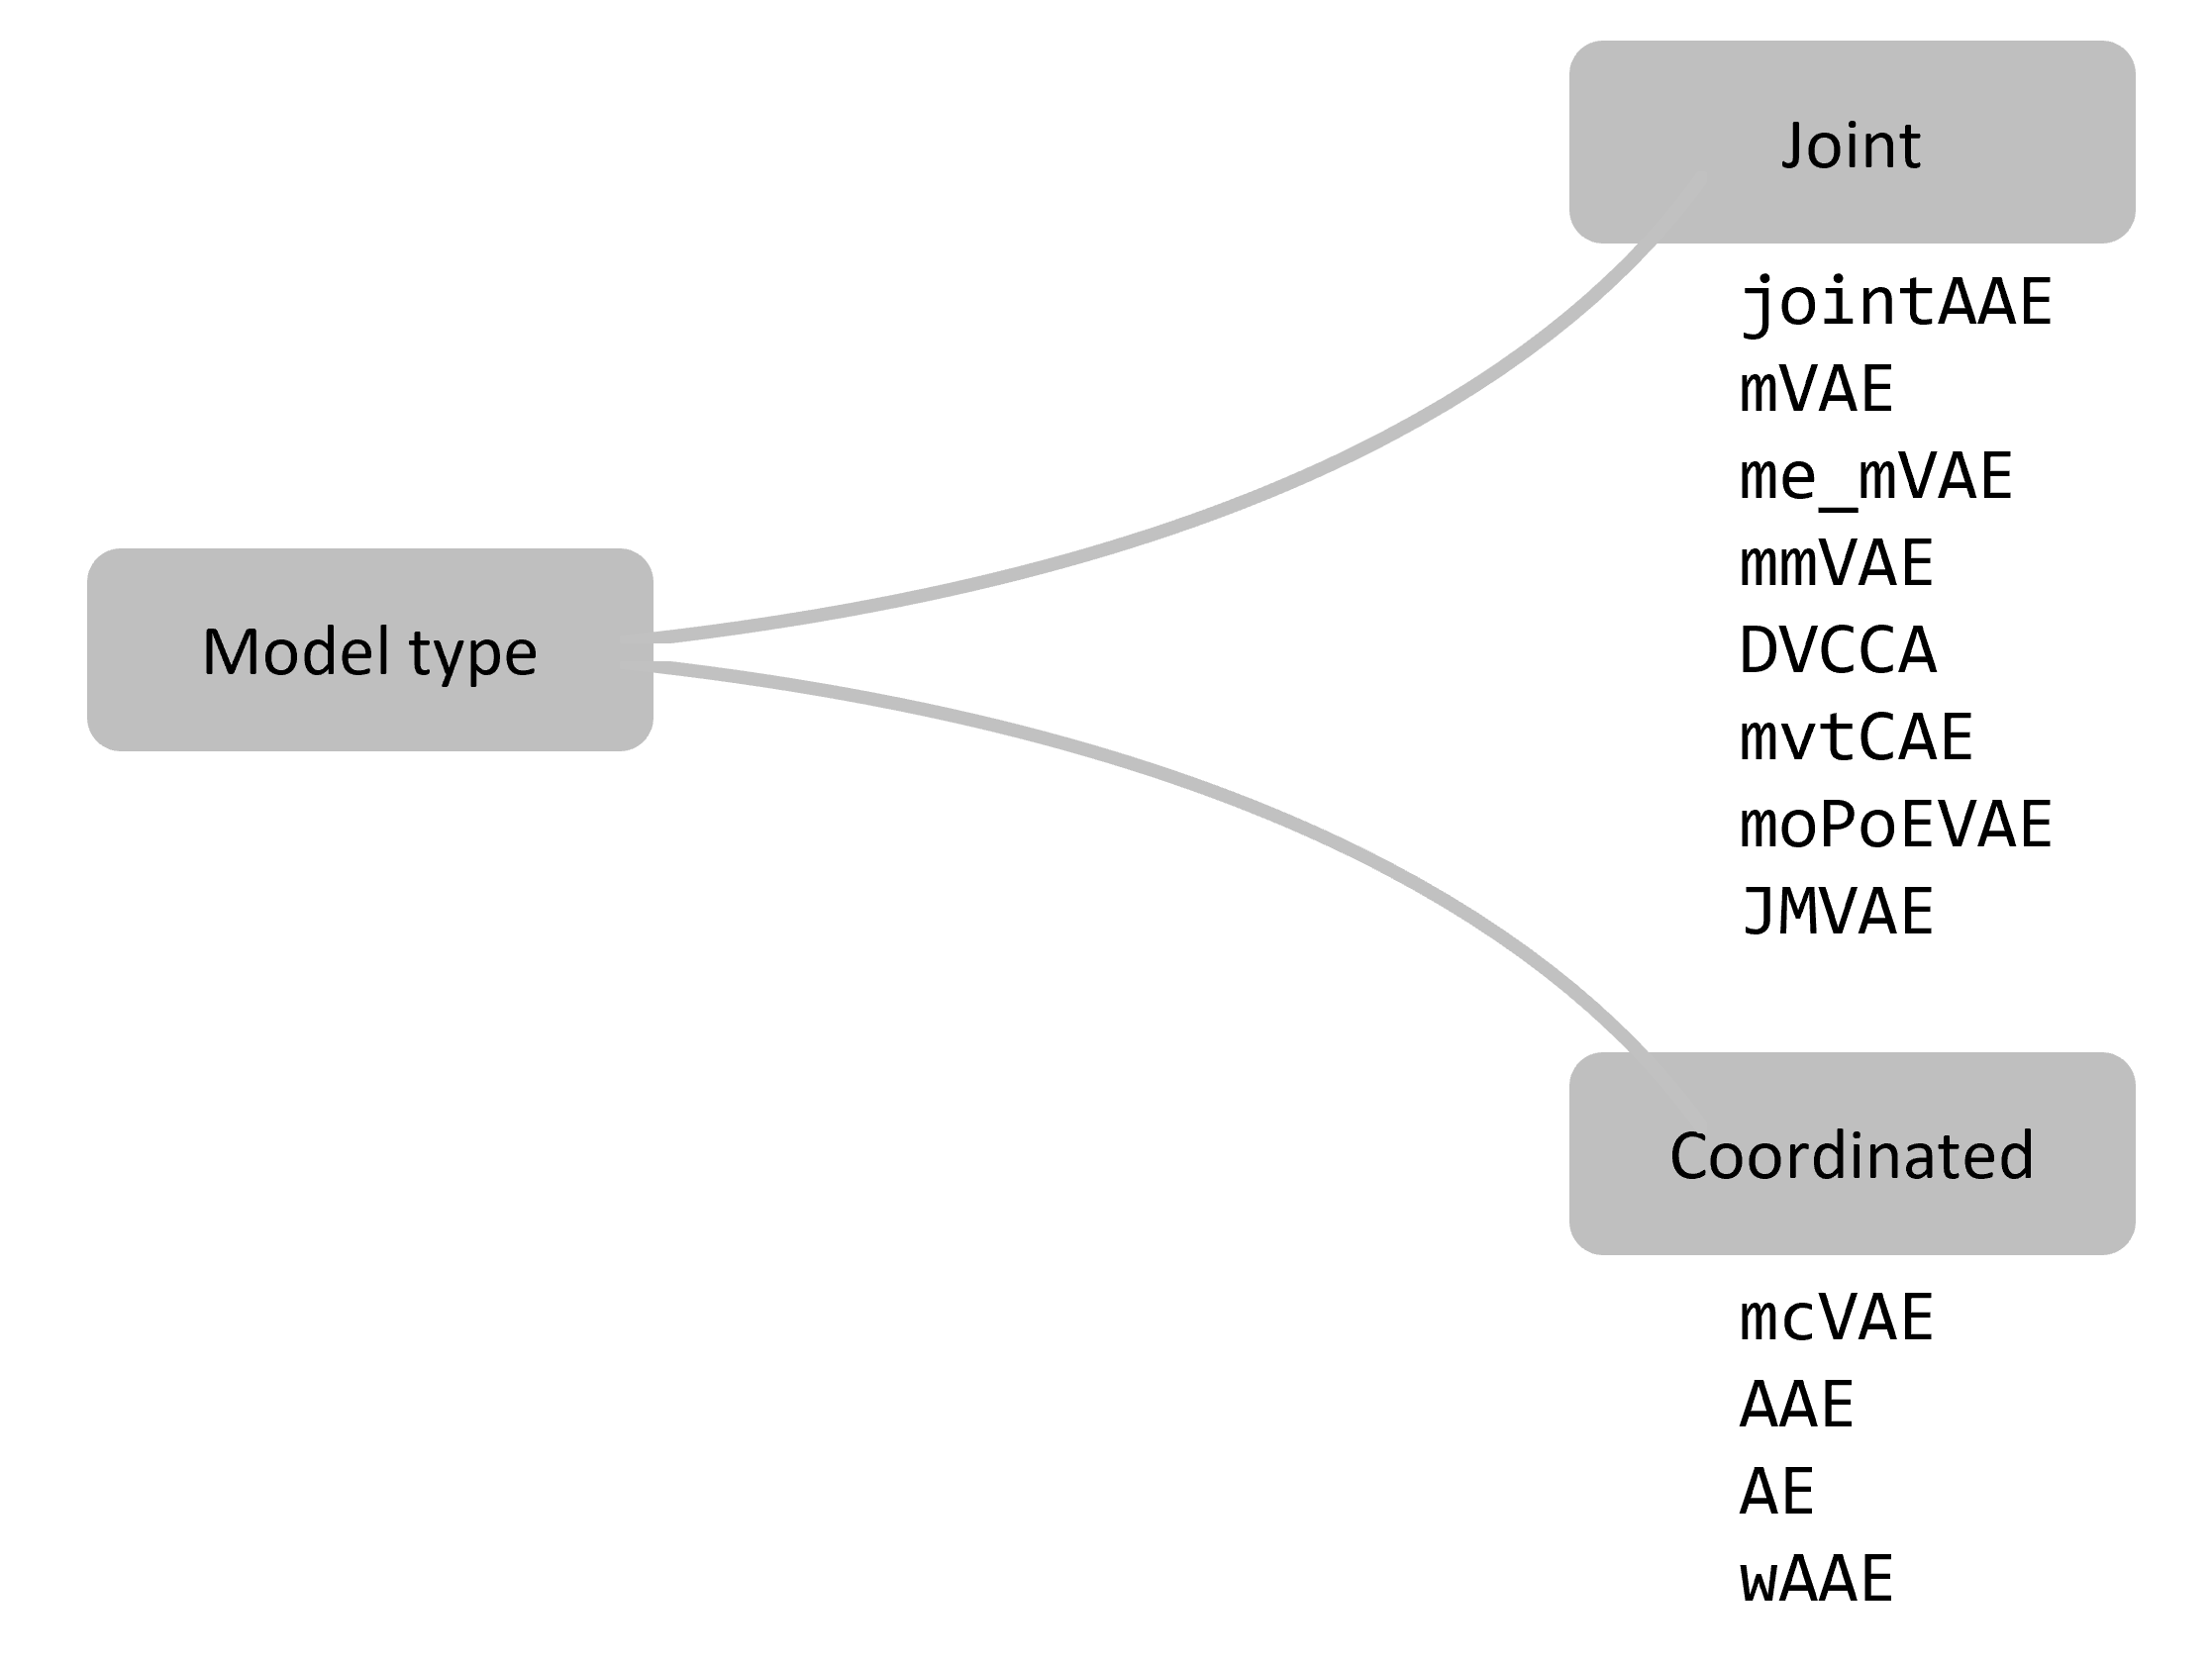 Model type
Joint
jointAAE
mVAE
me_mVAE
mmVAE
DVCCA
mvtCAE
moPoEVAE
JMVAE
Coordinated
mcVAE
AAE
AE
wAAE